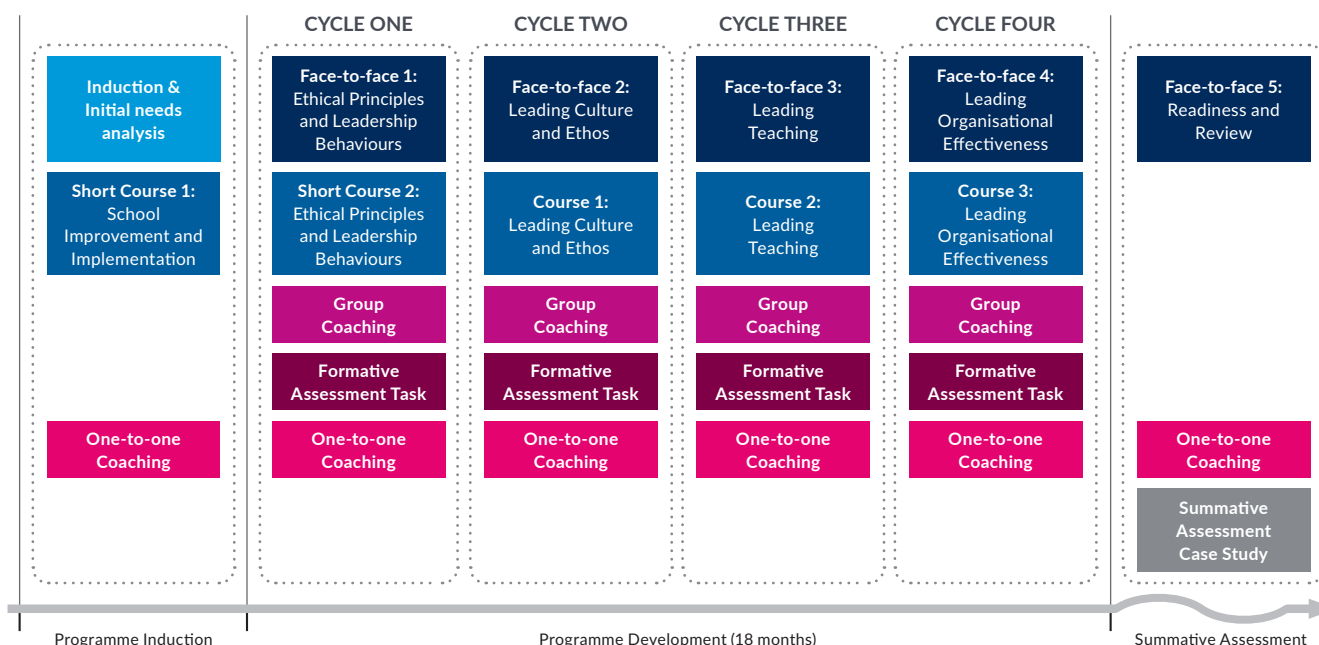 CYCLE ONE
CYCLE TWO
CYCLE THREE
CYCLE FOUR
Induction &
Initial needs
analysis
Face-to-face 1:
Ethical Principles
and Leadership
Behaviours
Face-to-face 2:
Leading Culture
and Ethos
Face-to-face 3:
Leading
Teaching
Face-to-face 4:
Leading
Organisational
Effectiveness
Face-to-face 5:
Readiness and
Review
Short Course 1:
School
Improvement and
Implementation
Short Course 2:
Ethical Principles
and Leadership
Behaviours
Course 1:
Leading Culture
and Ethos
Course 2:
Leading
Teaching
Course 3:
Leading
Organisational
Effectiveness
Group
Coaching
Group
Coaching
Group
Coaching
Group
Coaching
Formative
Assessment Task
Formative
Assessment Task
Formative
Assessment Task
Formative
Assessment Task
One-to-one
Coaching
One-to-one
Coaching
One-to-one
Coaching
One-to-one
Coaching
One-to-one
Coaching
One-to-one
Coaching
Summative
Assessment
Case Study
Programme Induction
Programme Development (18 months)
Summative Assessment